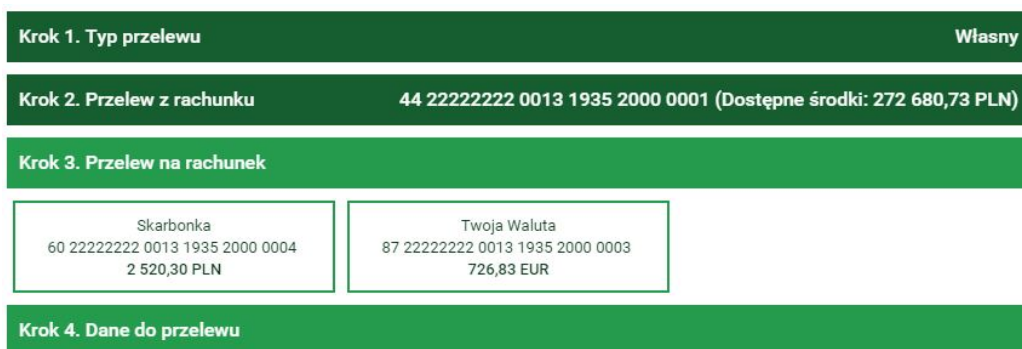 Krok 1. Typ przelewu Własny
Krok 2. Przelew z rachunku 44 22222222 0013 1935 2000 0001 (Dostępne środki: 272 680,73 PLN)
Krok 3. Przelew na rachunek
Skarbonka
60 22222222 0013 1935 2000 0004
2 520,30 PLN
Twoja Waluta
87 22222222 0013 1935 2000 0003
726,83 EUR
Krok 4. Dane do przelewu